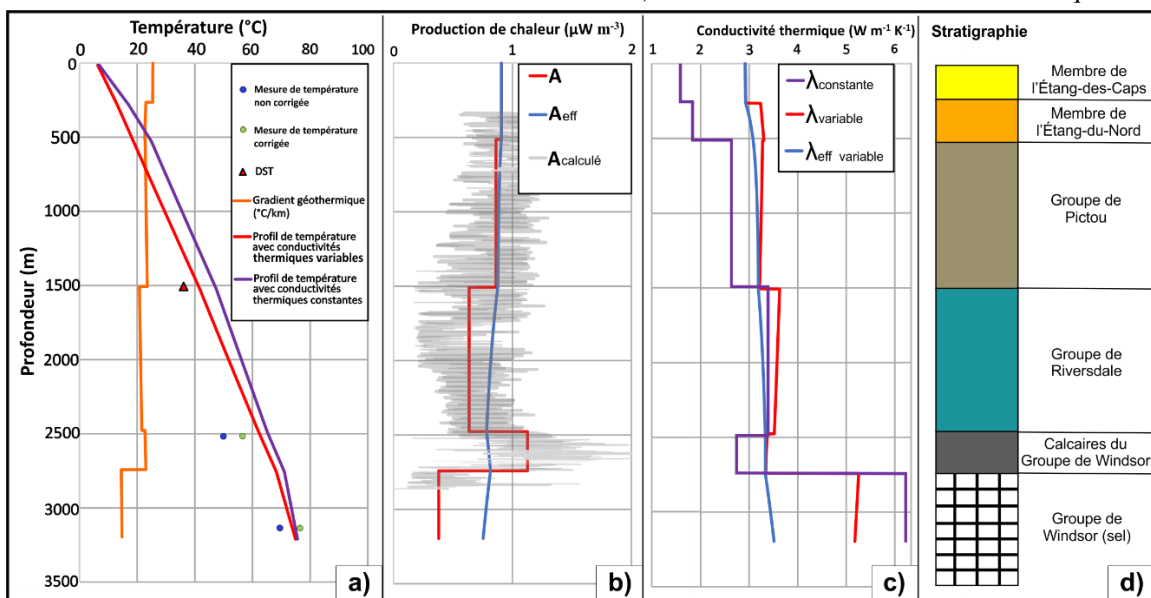 Température (°C)
0 20 40 60 80 100
Profondeur (m)
0
500
1000
1500
2000
2500
3000
3500
Mesure de température
non corrigée
Mesure de température
corrigée
DST
Gradient géothermique
(°C/km)
Profil de température
avec conductivités
thermiques variables
Profil de température
avec conductivités
thermiques constantes
a)
Production de chaleur (µW m⁻³)
0 1 2
A
Aeff
Acalculé
b)
Conductivité thermique (W m⁻¹ K⁻¹)
1 2 3 4 5 6
λconstante
λvariable
λeff variable
c)
Stratigraphie
Membre de
l'Étang-des-Caps
Membre de
l'Étang-du-Nord
Groupe de
Pictou
Groupe de
Riversdale
Calcaires du
Groupe de Windsor
Groupe de
Windsor (sel)
d)